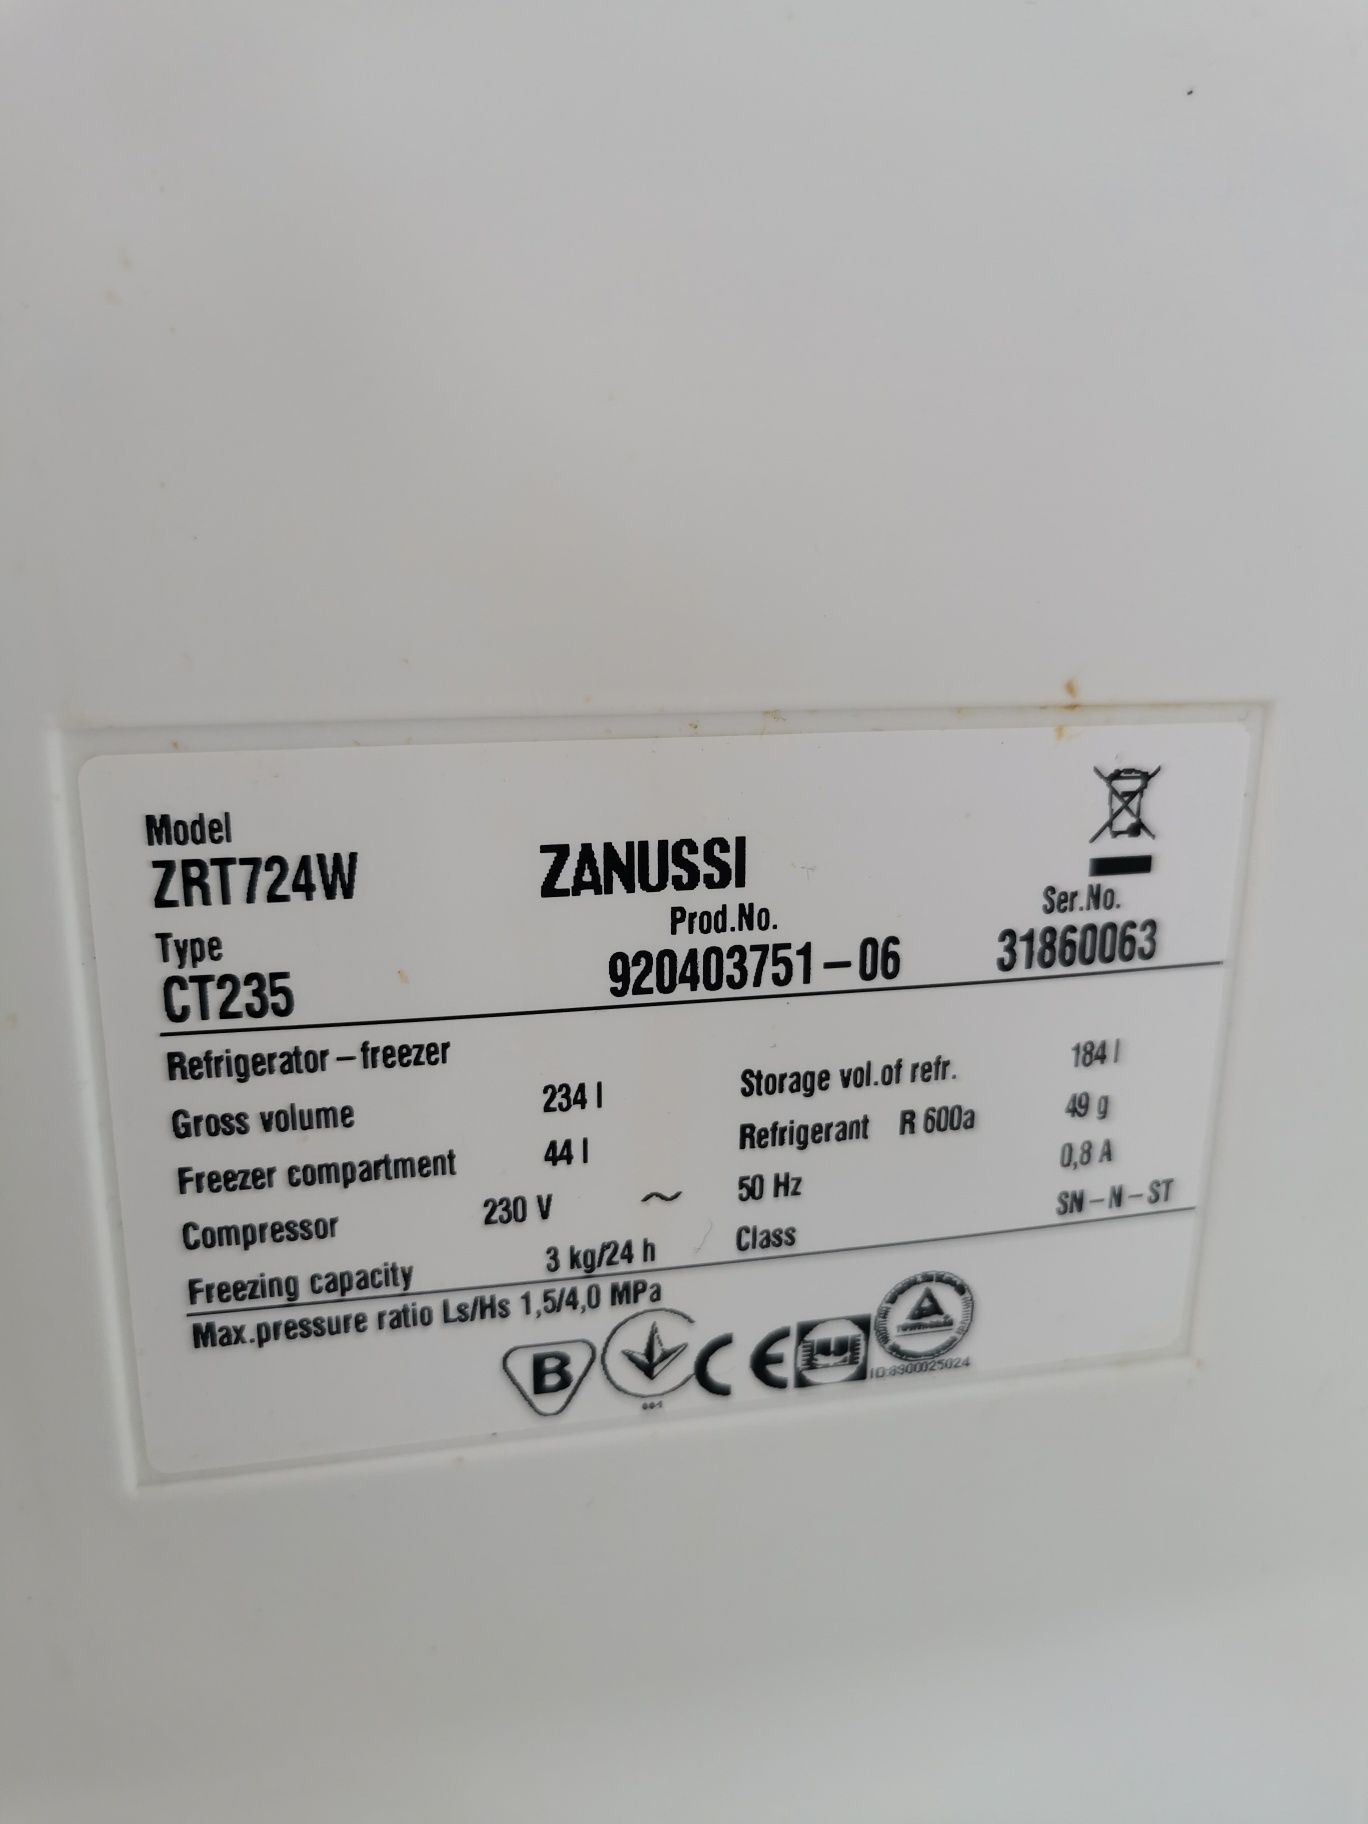 Model
ZRT724W
ZANUSSI
Type
CT235
Prod.No.
920403751-06
Ser.No.
31860063
Refrigerator-freezer
Gross volume 234 l
Storage vol.of refr. 184 l
Freezer compartment 44 l
Refrigerant R 600a 49 g
Compressor 230 V ~ 50 Hz 0,8 A
Freezing capacity 3 kg/24 h
Class SN-N-ST
Max.pressure ratio Ls/Hs 1,5/4,0 MPa
B
CE